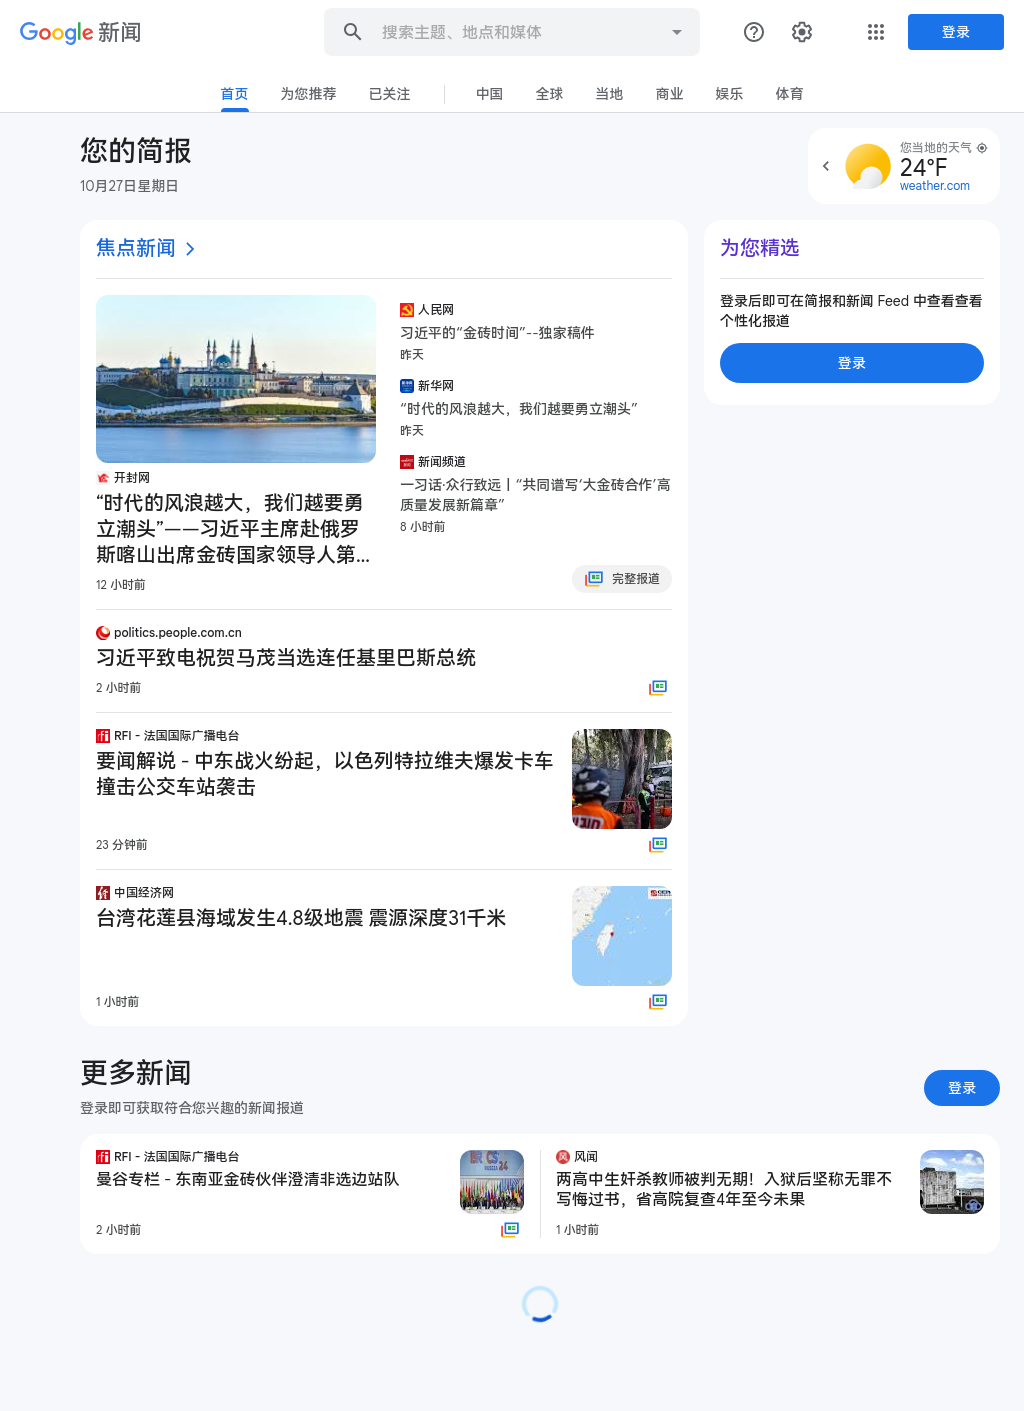 Google 新闻
搜索主题、地点和媒体
登录
首页
为您推荐
已关注
中国
全球
当地
商业
娱乐
体育
您的简报
10月27日星期日
您当地的天气
24°F
weather.com
焦点新闻
开封网
“时代的风浪越大，我们越要勇
立潮头”——习近平主席赴俄罗
斯喀山出席金砖国家领导人第...
12 小时前
人民网
习近平的“金砖时间”--独家稿件
昨天
新华网
“时代的风浪越大，我们越要勇立潮头”
昨天
新闻频道
一习话·众行致远丨“共同谱写‘大金砖合作’高
质量发展新篇章”
8 小时前
完整报道
politics.people.com.cn
习近平致电祝贺马茂当选连任基里巴斯总统
2 小时前
RFI - 法国国际广播电台
要闻解说 - 中东战火纷起，以色列特拉维夫爆发卡车
撞击公交车站袭击
23 分钟前
中国经济网
台湾花莲县海域发生4.8级地震 震源深度31千米
1 小时前
为您精选
登录后即可在简报和新闻 Feed 中查看查看
个性化报道
登录
更多新闻
登录即可获取符合您兴趣的新闻报道
登录
RFI - 法国国际广播电台
曼谷专栏 - 东南亚金砖伙伴澄清非选边站队
2 小时前
风闻
两高中生奸杀教师被判无期！入狱后坚称无罪不
写悔过书，省高院复查4年至今未果
1 小时前